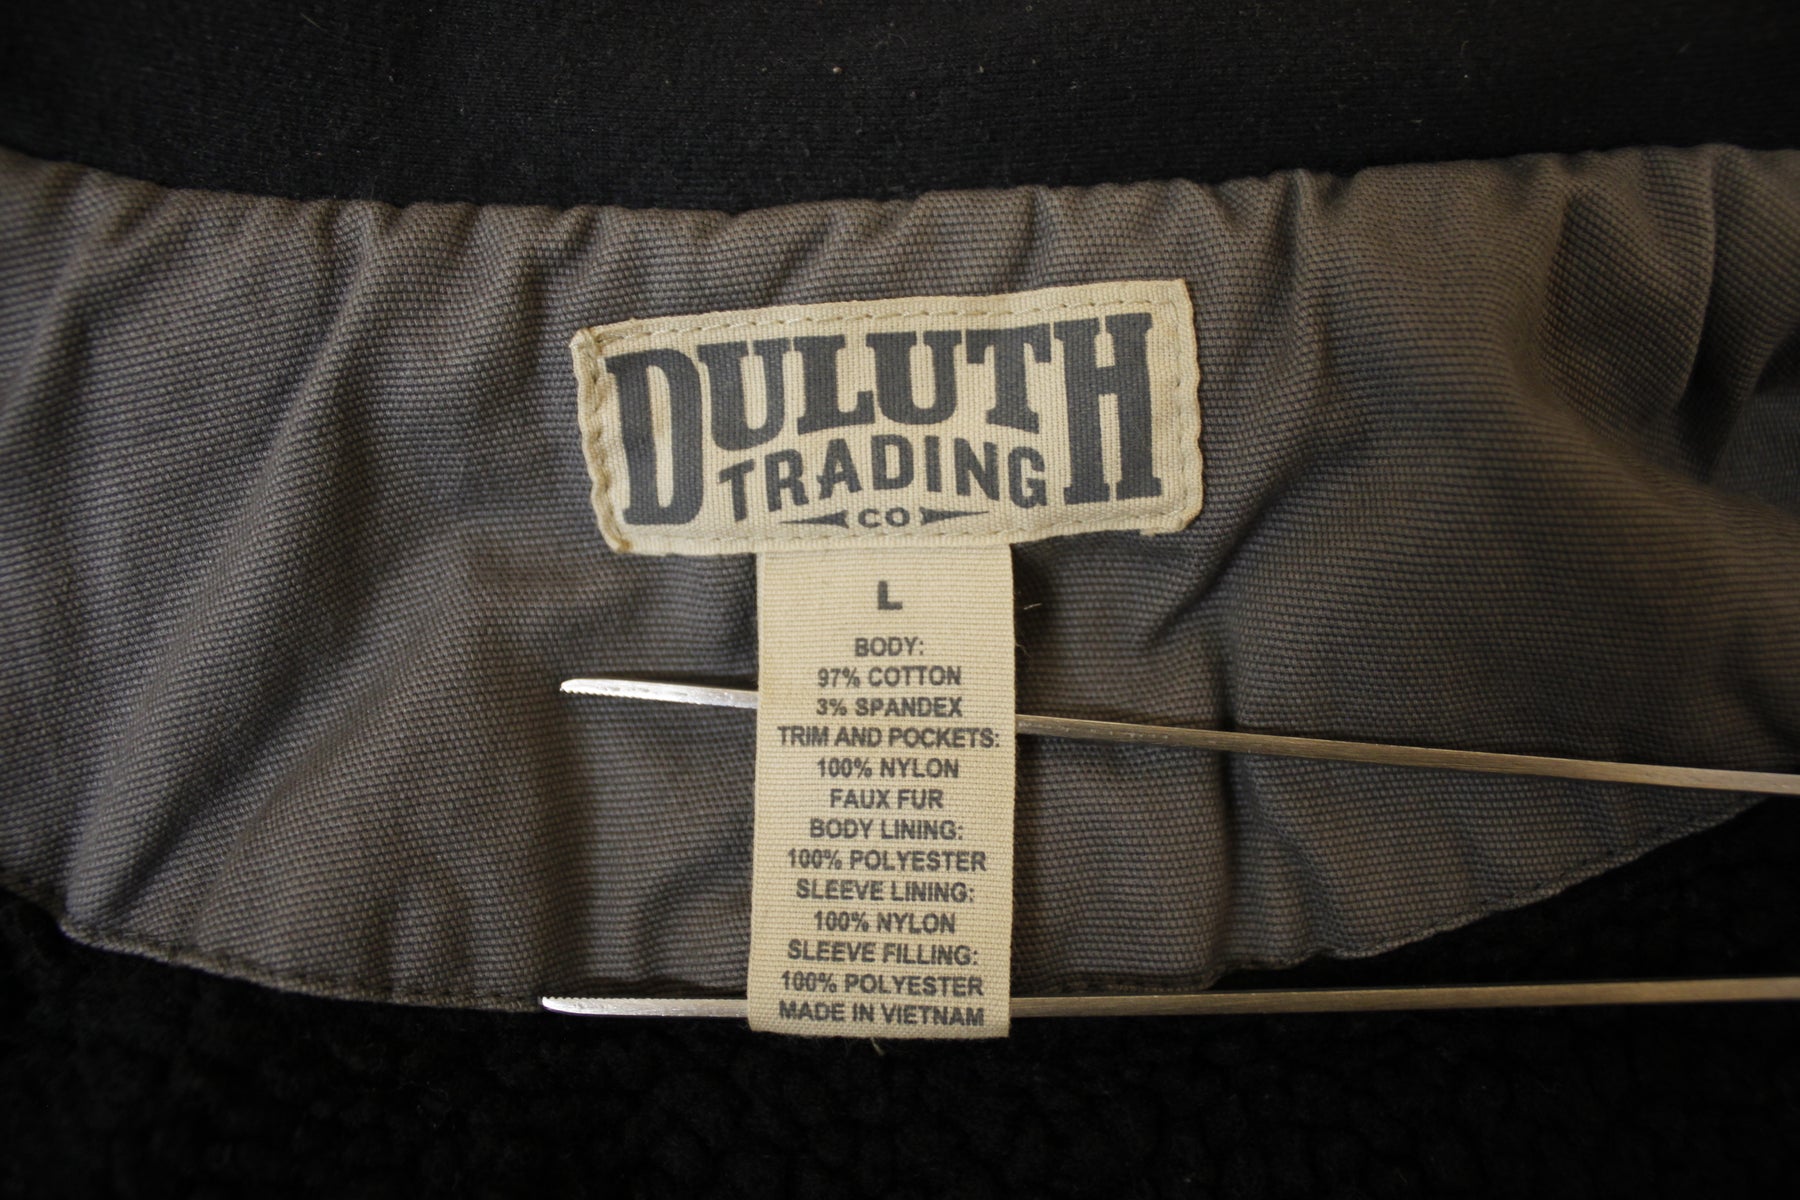 DULUTH
TRADING
CO
L
BODY:
97% COTTON
3% SPANDEX
TRIM AND POCKETS:
100% NYLON
FAUX FUR
BODY LINING:
100% POLYESTER
SLEEVE LINING:
100% NYLON
SLEEVE FILLING:
100% POLYESTER
MADE IN VIETNAM